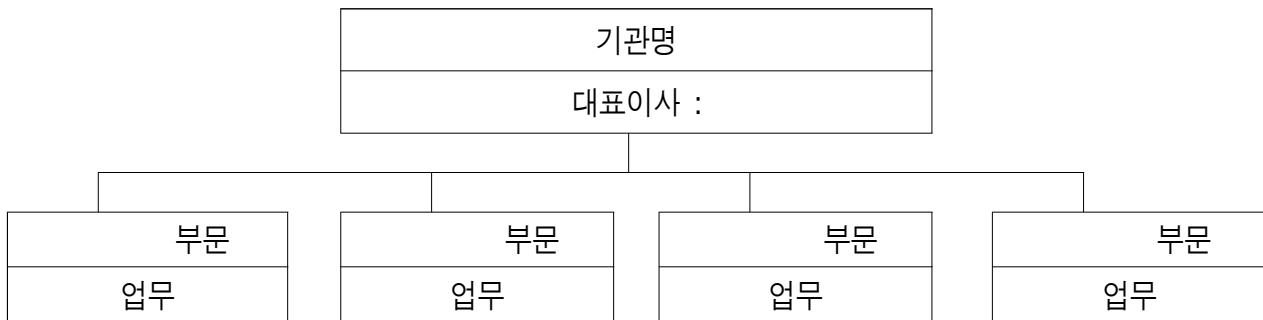 기관명
대표이사 :
부문 부문 부문 부문
업무 업무 업무 업무